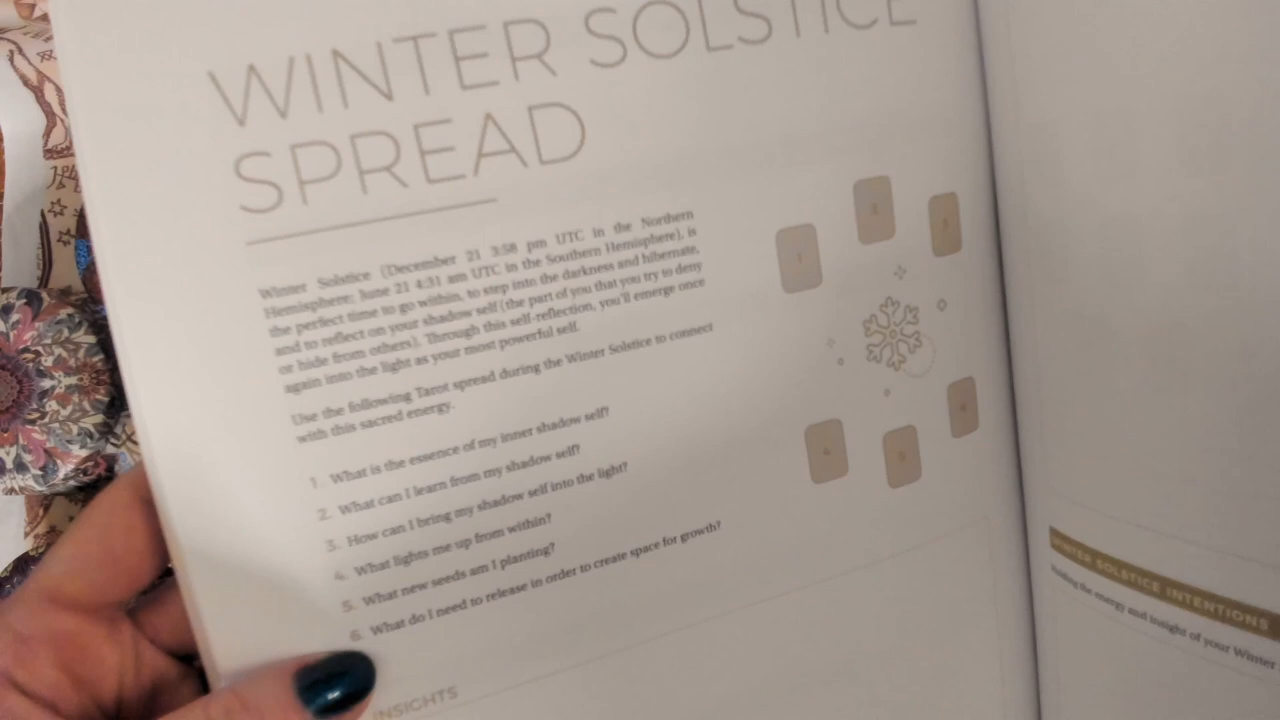 WINTER SOLSTICE
SPREAD
Winter Solstice (December 21 3:58 pm UTC in the Northern
Hemisphere; June 21 4:31 am UTC in the Southern Hemisphere), is
the perfect time to go within, to step into the darkness and hibernate,
and to reflect on your shadow self (the part of you that you try to deny
or hide from others). Through this self-reflection, you'll emerge once
again into the light as your most powerful self.
Use the following Tarot spread during the Winter Solstice to connect
with this sacred energy.
1. What is the essence of my inner shadow self?
2. What can I learn from my shadow self?
3. How can I bring my shadow self into the light?
4. What lights me up from within?
5. What new seeds am I planting?
6. What do I need to release in order to create space for growth?
1
2
3
4
5
6
INSIGHTS
WINTER SOLSTICE INTENTIONS
the energy and insight of your Winter